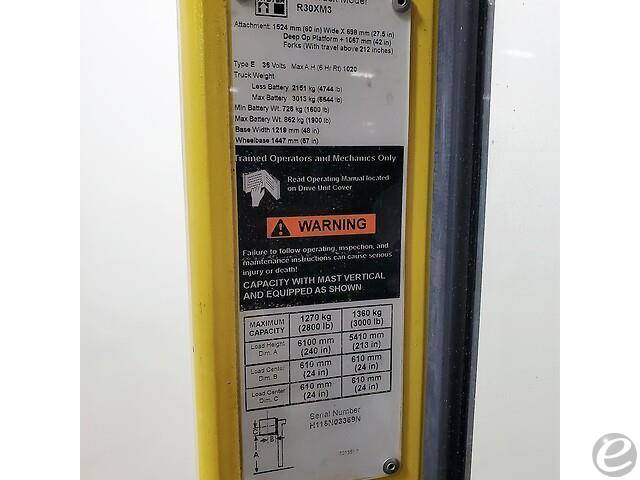 Model
R30XM3
Attachment: 1524 mm (60 in) Wide X 698 mm (27.5 in)
Deep Op Platform + 1067 mm (42 in)
Forks (With travel above 212 inches)
Type E 36 Volts Max A.H (6 Hr Rt) 1020
Truck Weight
Less Battery 2151 kg (4744 lb)
Max Battery 3013 kg (6644 lb)
Min Battery Wt. 726 kg (1600 lb)
Max Battery Wt. 862 kg (1900 lb)
Base Width 1219 mm (48 in)
Wheelbase 1447 mm (57 in)
Trained Operators and Mechanics Only
Read Operating Manual located
on Drive Unit Cover
WARNING
Failure to follow operating, inspection, and
maintenance instructions can cause serious
injury or death!
CAPACITY WITH MAST VERTICAL
AND EQUIPPED AS SHOWN
MAXIMUM CAPACITY 1270 kg (2800 lb) 1360 kg (3000 lb)
Load Height Dim. A 6100 mm (240 in) 5410 mm (213 in)
Load Center Dim. B 610 mm (24 in) 610 mm (24 in)
Load Center Dim. C 610 mm (24 in) 610 mm (24 in)
Serial Number
H118N03369N
C B
A